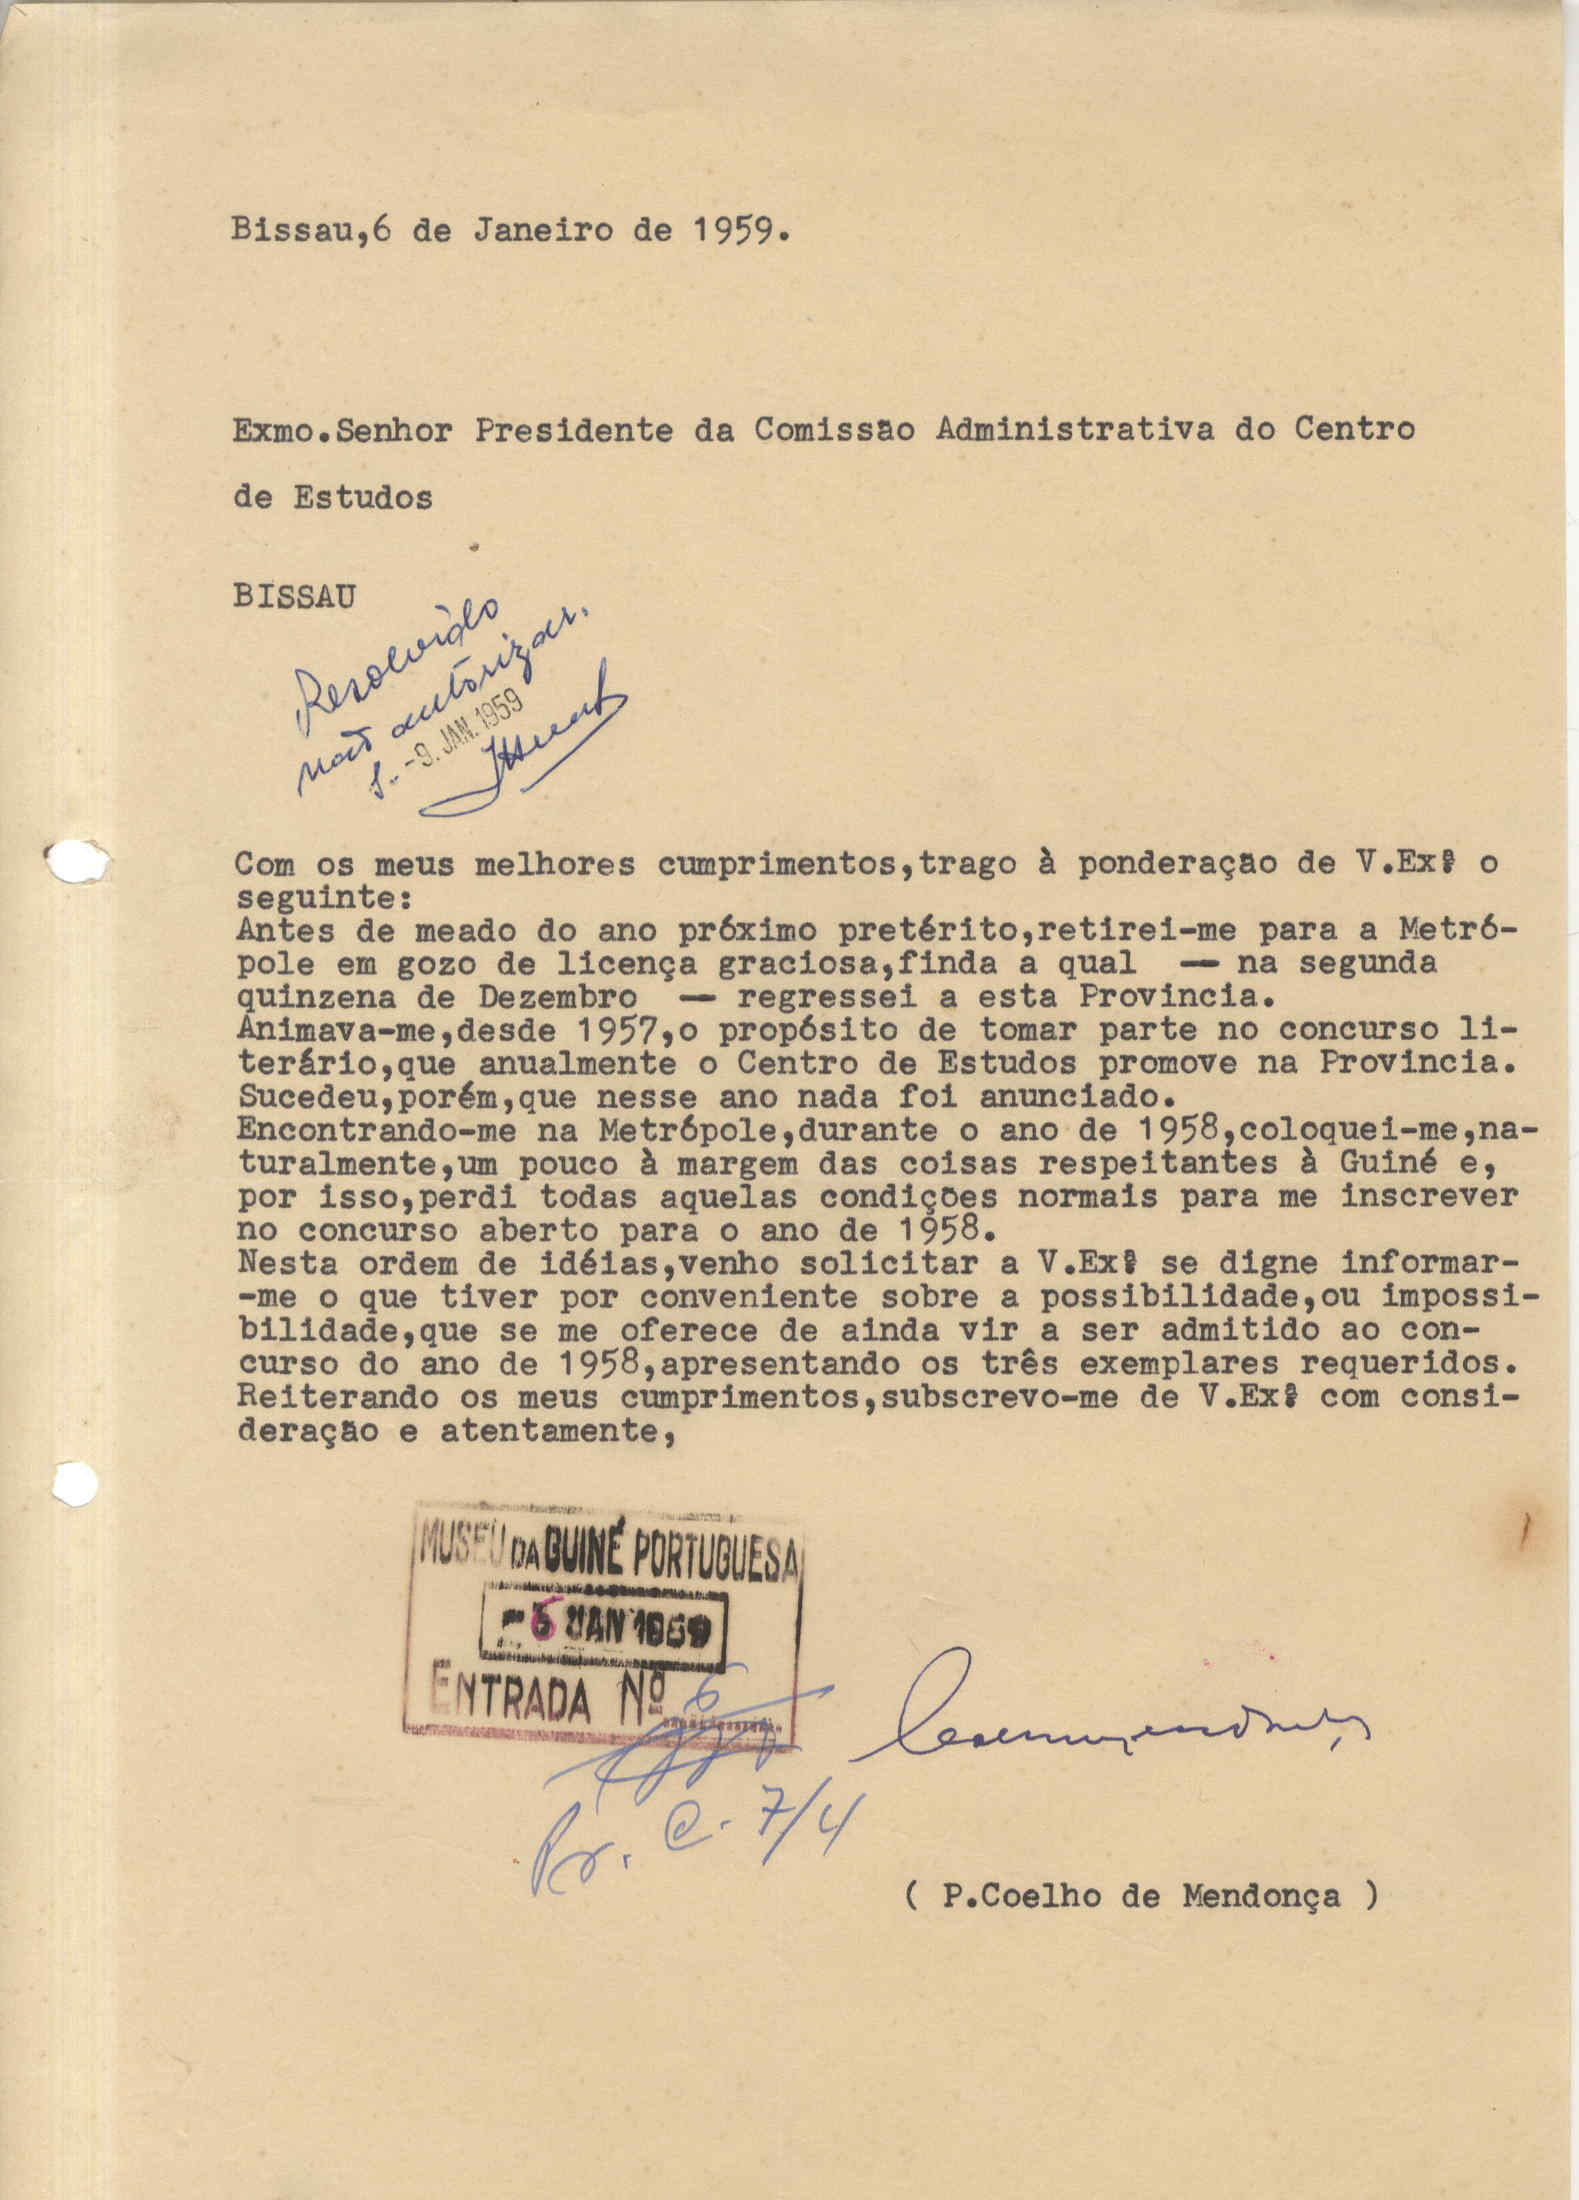 Bissau,6 de Janeiro de 1959.
Exmo.Senhor Presidente da Comissão Administrativa do Centro
de Estudos
BISSAU
Resolvido
não autorizar.
-9. JAN. 1959
Com os meus melhores cumprimentos,trago à ponderação de V.Exª o
seguinte:
Antes de meado do ano próximo pretérito,retirei-me para a Metró-
pole em gozo de licença graciosa,finda a qual — na segunda
quinzena de Dezembro — regressei a esta Provincia.
Animava-me,desde 1957,o propósito de tomar parte no concurso li-
terário,que anualmente o Centro de Estudos promove na Provincia.
Sucedeu,porém,que nesse ano nada foi anunciado.
Encontrando-me na Metrópole,durante o ano de 1958,coloquei-me,na-
turalmente,um pouco à margem das coisas respeitantes à Guiné e,
por isso,perdi todas aquelas condições normais para me inscrever
no concurso aberto para o ano de 1958.
Nesta ordem de idéias,venho solicitar a V.Exª se digne informar-
-me o que tiver por conveniente sobre a possibilidade,ou impossi-
bilidade,que se me oferece de ainda vir a ser admitido ao con-
curso do ano de 1958,apresentando os três exemplares requeridos.
Reiterando os meus cumprimentos,subscrevo-me de V.Exª com consi-
deração e atentamente,
MUSEU DA GUINÉ PORTUGUESA
-6 JAN 1959
ENTRADA Nº 6
Pr. C. 7/4
( P.Coelho de Mendonça )